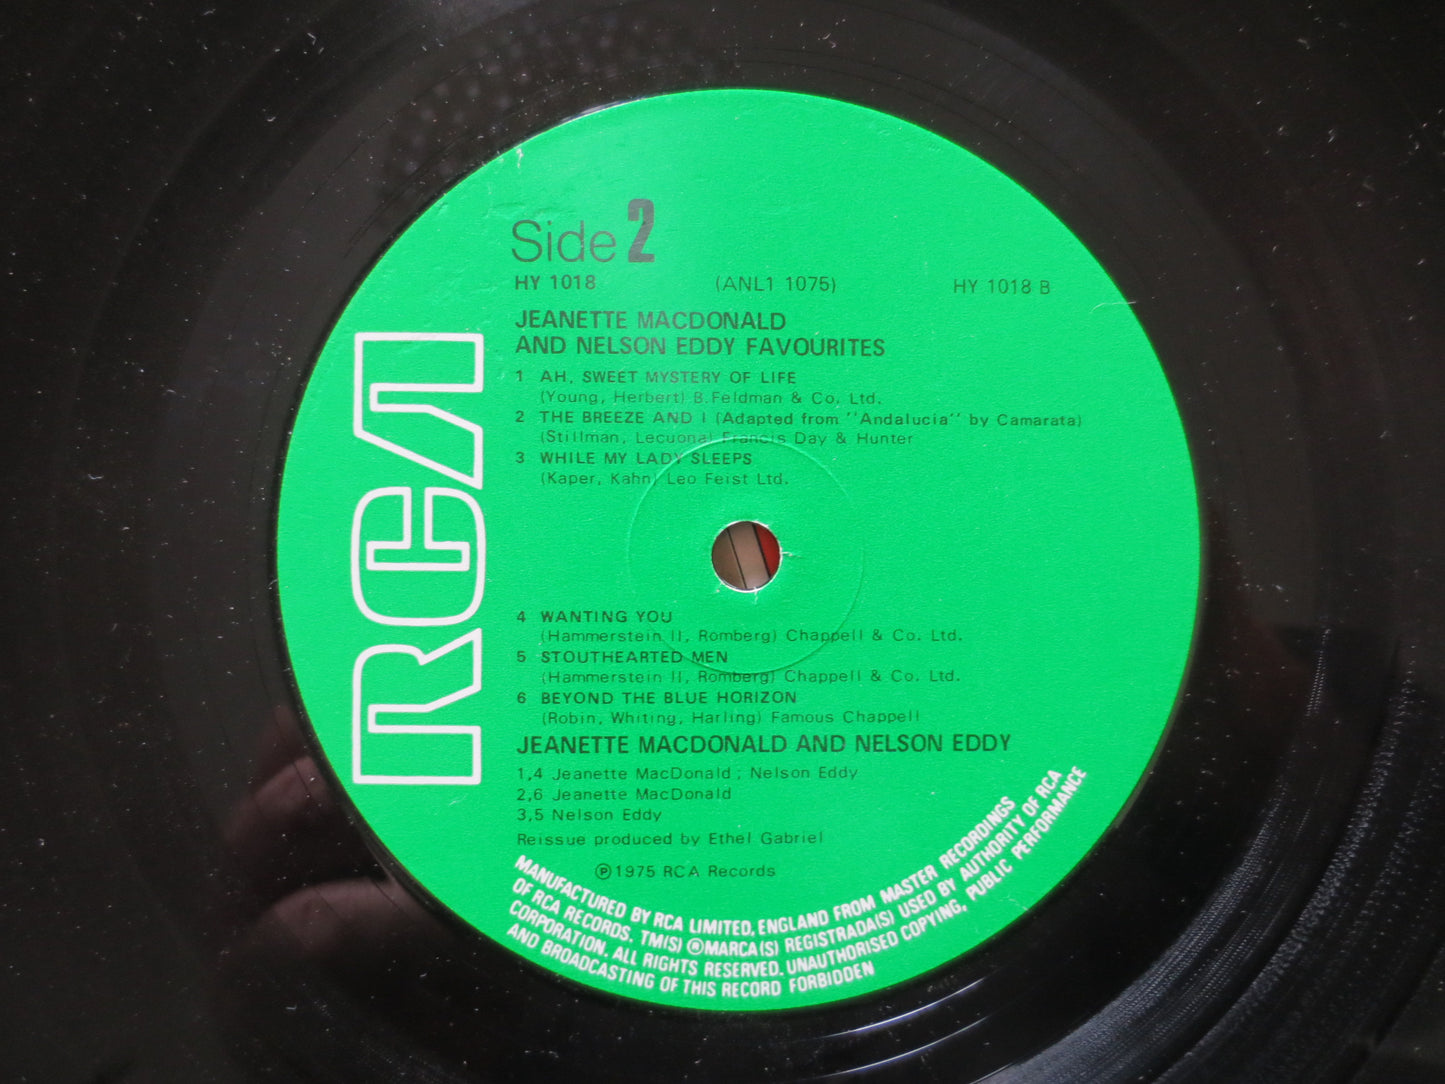 RCA
Side 2
HY 1018 (ANL1 1075) HY 1018 B
JEANETTE MACDONALD
AND NELSON EDDY FAVOURITES
1 AH, SWEET MYSTERY OF LIFE
(Young, Herbert) B.Feldman & Co. Ltd.
2 THE BREEZE AND I (Adapted from "Andalucia" by Camarata)
(Stillman, Lecuona) Francis Day & Hunter
3 WHILE MY LADY SLEEPS
(Kaper, Kahn) Leo Feist Ltd.
4 WANTING YOU
(Hammerstein II, Romberg) Chappell & Co. Ltd.
5 STOUTHEARTED MEN
(Hammerstein II, Romberg) Chappell & Co. Ltd.
6 BEYOND THE BLUE HORIZON
(Robin, Whiting, Harling) Famous Chappell
JEANETTE MACDONALD AND NELSON EDDY
1,4 Jeanette MacDonald ; Nelson Eddy
2,6 Jeanette MacDonald
3,5 Nelson Eddy
Reissue produced by Ethel Gabriel
℗1975 RCA Records
MANUFACTURED BY RCA LIMITED, ENGLAND FROM MASTER RECORDINGS
OF RCA RECORDS. TM(S) ® MARCA(S) REGISTRADA(S) USED BY AUTHORITY OF RCA
CORPORATION. ALL RIGHTS RESERVED. UNAUTHORISED COPYING, PUBLIC PERFORMANCE
AND BROADCASTING OF THIS RECORD FORBIDDEN